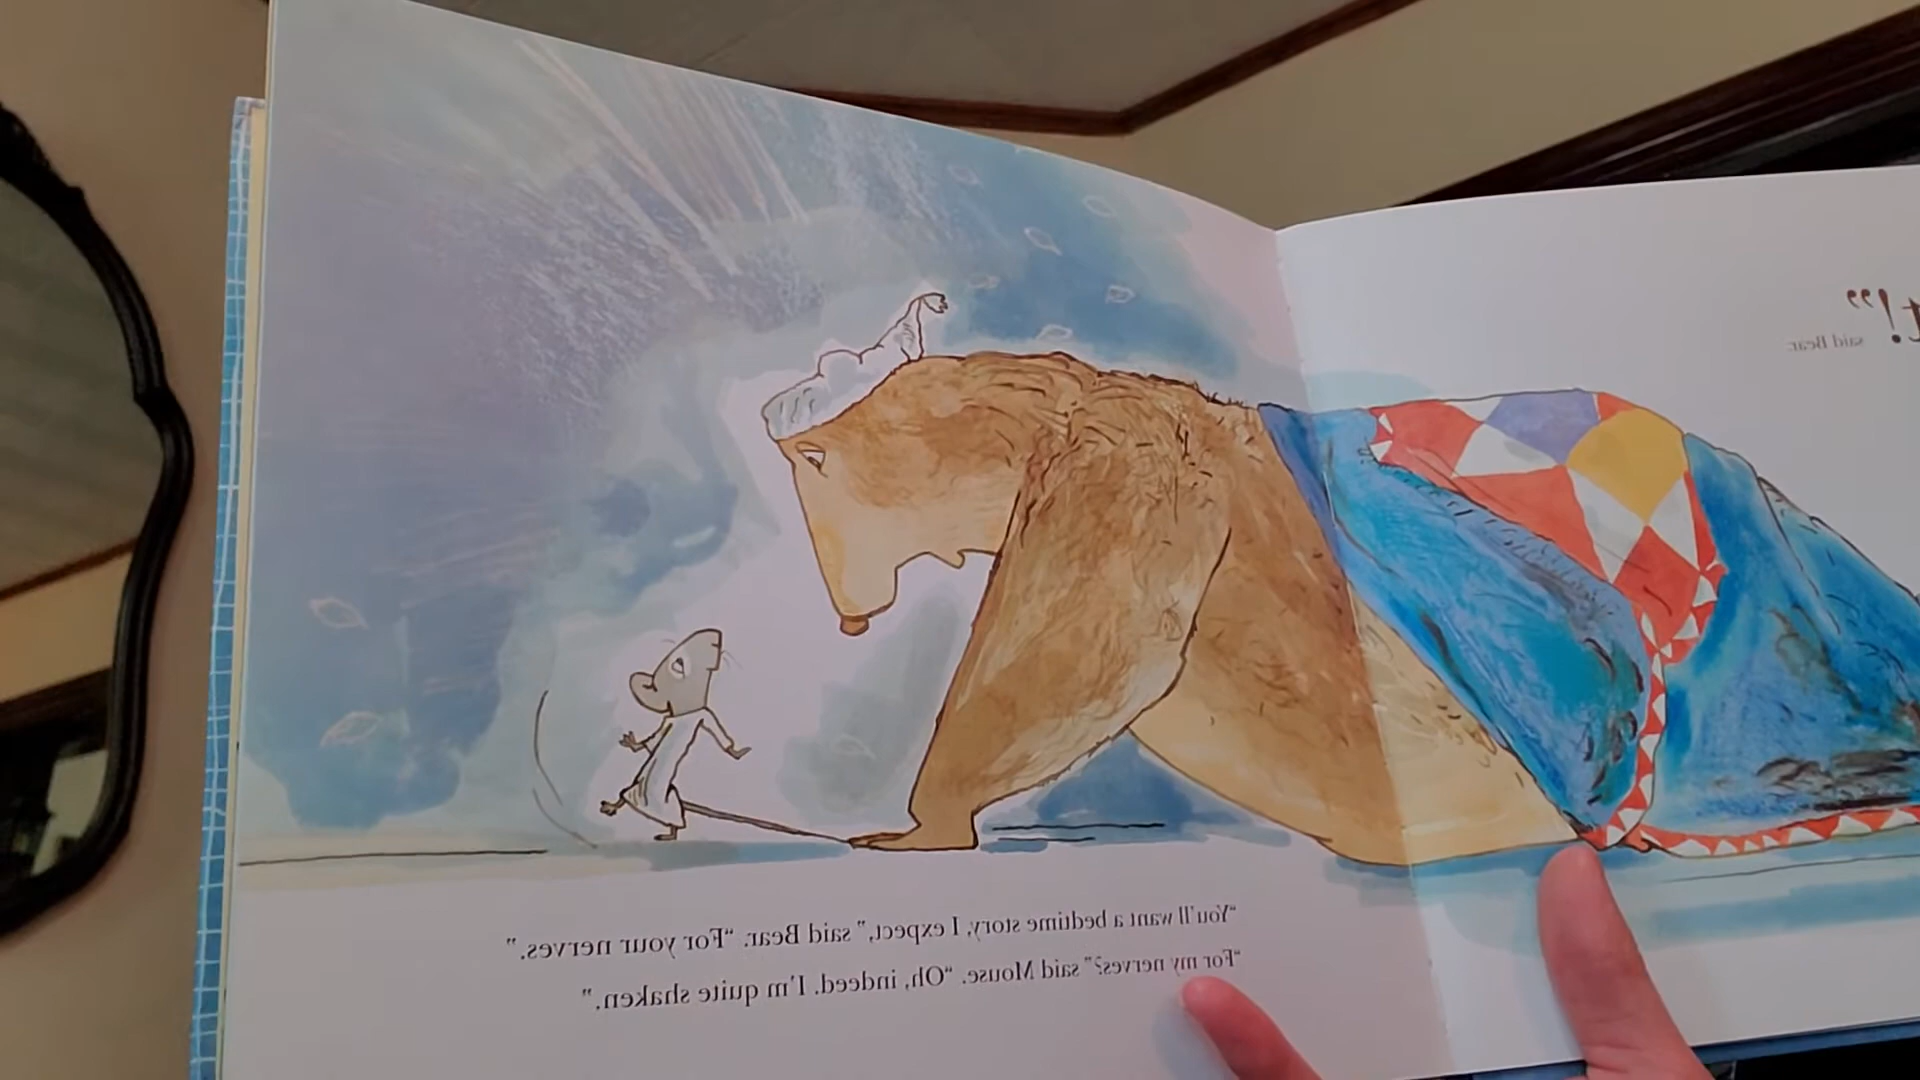 t!”
said Bear.
“You’ll want a bedtime story, I expect,” said Bear. “For your nerves.”
“For my nerves?” said Mouse. “Oh, indeed. I’m quite shaken.”